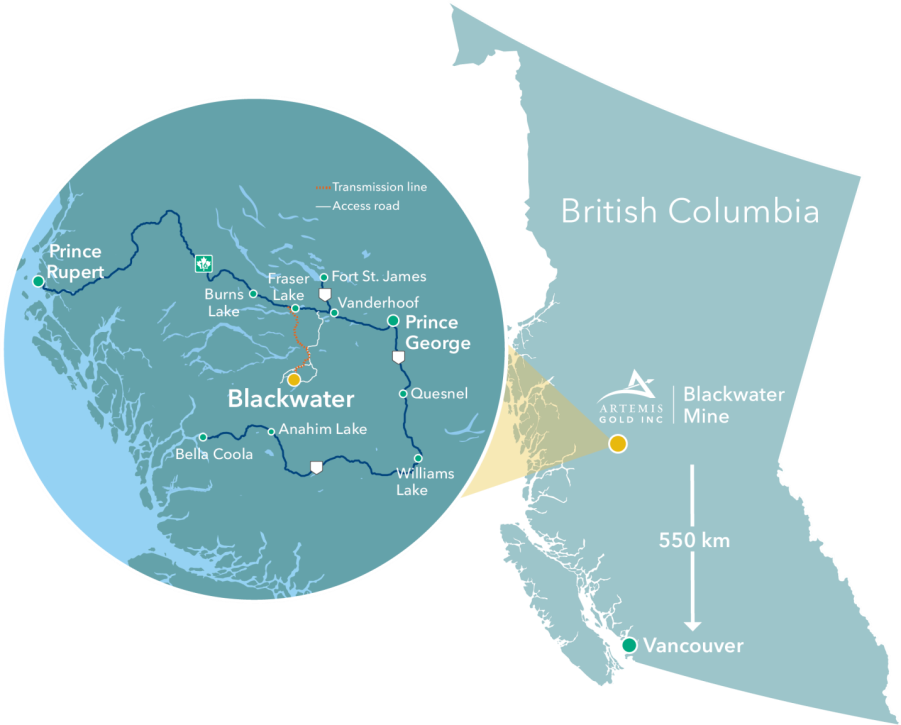 British Columbia
Transmission line
Access road
Prince
Rupert
Burns
Lake
Fraser
Lake
Fort St. James
Vanderhoof
Prince
George
Blackwater
Quesnel
Anahim Lake
Bella Coola
Williams
Lake
ARTEMIS
GOLD INC
Blackwater
Mine
550 km
Vancouver